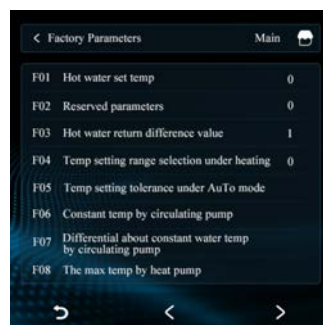 < Factory Parameters Main
F01 Hot water set temp 0
F02 Reserved parameters 0
F03 Hot water return difference value 1
F04 Temp setting range selection under heating 0
F05 Temp setting tolerance under AuTo mode
F06 Constant temp by circulating pump
F07 Differential about constant water temp
by circulating pump
F08 The max temp by heat pump